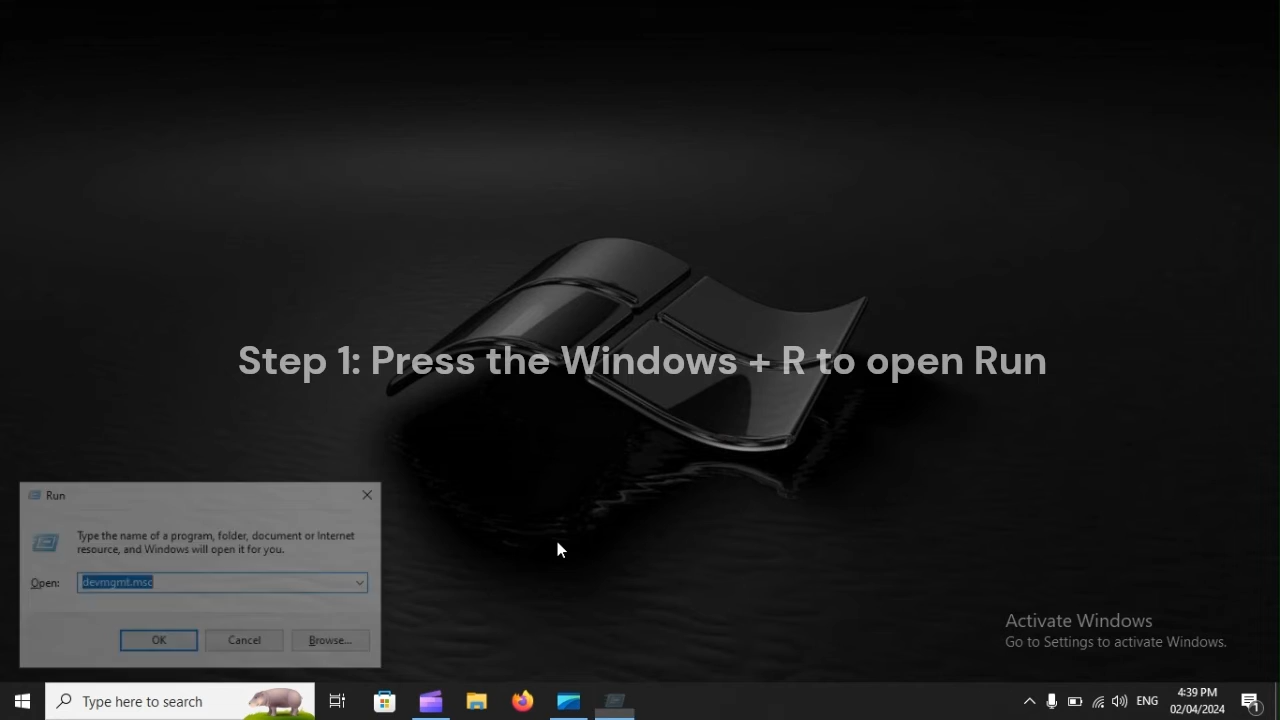 Step 1: Press the Windows + R to open Run
Run
Type the name of a program, folder, document or Internet
resource, and Windows will open it for you.
Open:
devmgmt.msc
OK
Cancel
Browse...
Activate Windows
Go to Settings to activate Windows.
Type here to search
ENG
4:39 PM
02/04/2024
1